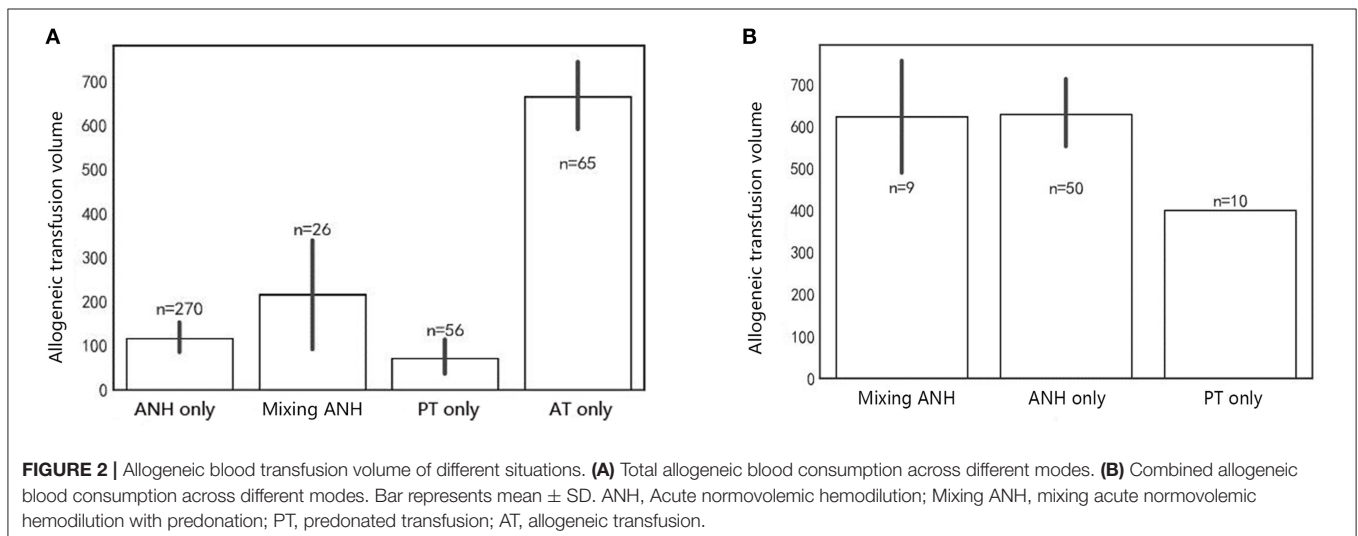 A
Allogeneic transfusion volume
700
600
500
400
300
200
100
0
n=270
n=26
n=56
n=65
ANH only
Mixing ANH
PT only
AT only
B
Allogeneic transfusion volume
700
600
500
400
300
200
100
0
n=9
n=50
n=10
Mixing ANH
ANH only
PT only
FIGURE 2 | Allogeneic blood transfusion volume of different situations. (A) Total allogeneic blood consumption across different modes. (B) Combined allogeneic
blood consumption across different modes. Bar represents mean ± SD. ANH, Acute normovolemic hemodilution; Mixing ANH, mixing acute normovolemic
hemodilution with predonation; PT, predonated transfusion; AT, allogeneic transfusion.